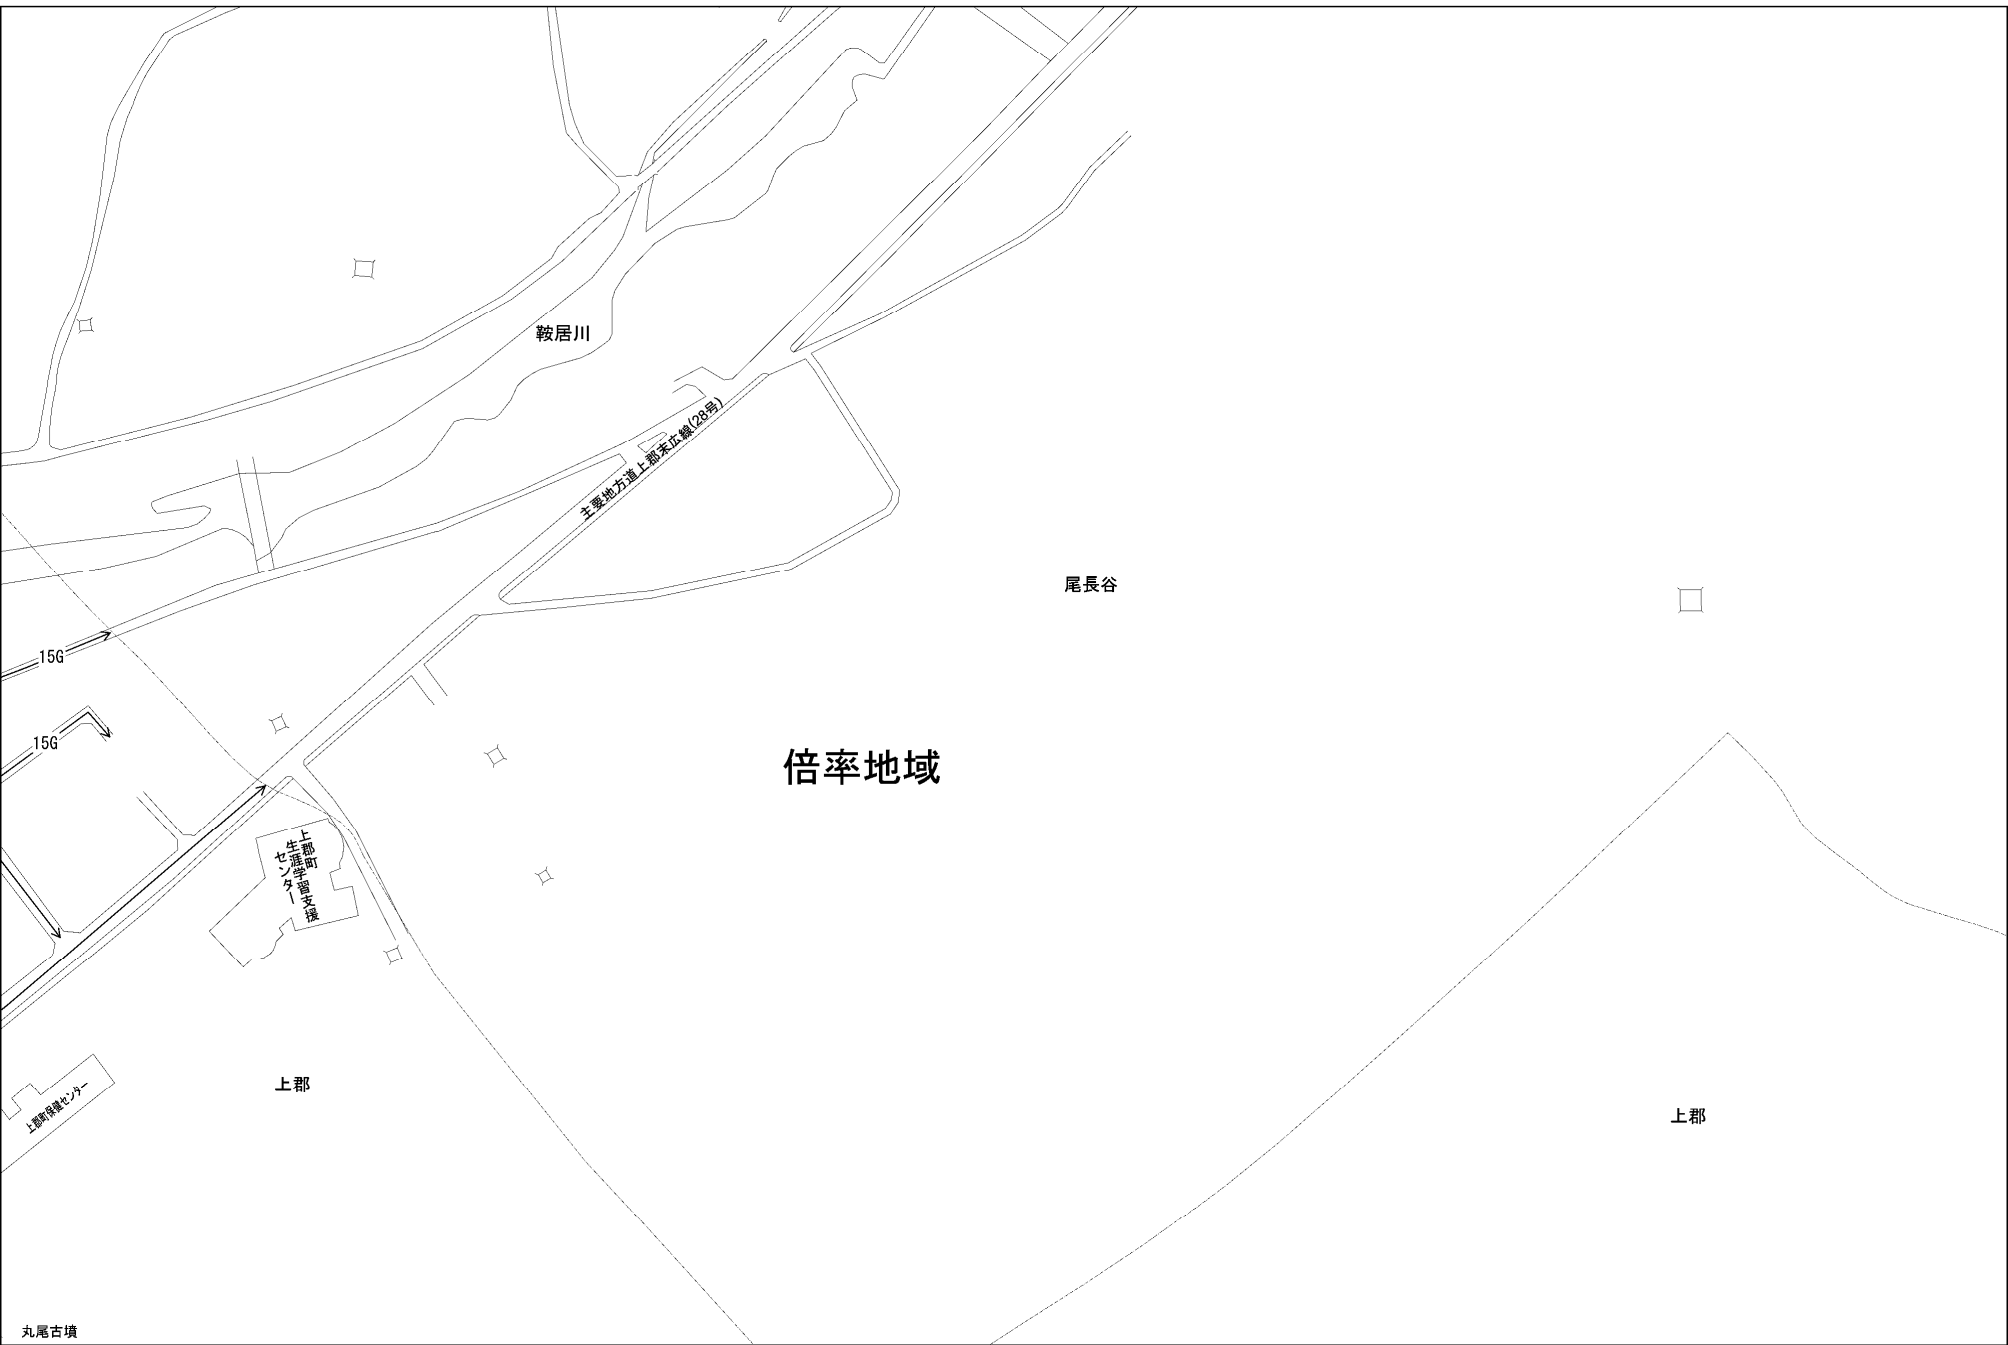 鞍居川
主要地方道上郡末広線(28号)
尾長谷
15G
15G
倍率地域
上郡町
生涯学習支援
センター
上郡
上郡町保健センター
上郡
丸尾古墳